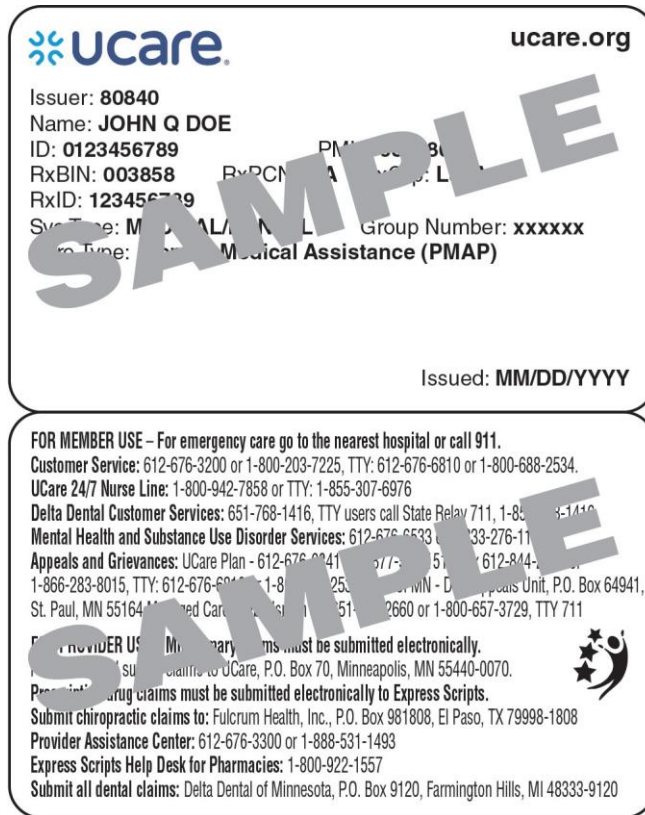 ucare
ucare.org
Issuer: 80840
Name: JOHN Q DOE
ID: 0123456789
RxBIN: 003858
RxID: 123456789
Group Number: xxxxxx
Medical Assistance (PMAP)
SAMPLE
Issued: MM/DD/YYYY
FOR MEMBER USE – For emergency care go to the nearest hospital or call 911.
Customer Service: 612-676-3200 or 1-800-203-7225, TTY: 612-676-6810 or 1-800-688-2534.
UCare 24/7 Nurse Line: 1-800-942-7858 or TTY: 1-855-307-6976
Delta Dental Customer Services: 651-768-1416, TTY users call State Relay 711,
Mental Health and Substance Use Disorder Services:
Appeals and Grievances: UCare Plan -
1-866-283-8015, TTY: Unit, P.O. Box 64941,
St. Paul, MN 55164 or 1-800-657-3729, TTY 711
SAMPLE
must be submitted electronically.
UCare, P.O. Box 70, Minneapolis, MN 55440-0070.
drug claims must be submitted electronically to Express Scripts.
Submit chiropractic claims to: Fulcrum Health, Inc., P.O. Box 981808, El Paso, TX 79998-1808
Provider Assistance Center: 612-676-3300 or 1-888-531-1493
Express Scripts Help Desk for Pharmacies: 1-800-922-1557
Submit all dental claims: Delta Dental of Minnesota, P.O. Box 9120, Farmington Hills, MI 48333-9120